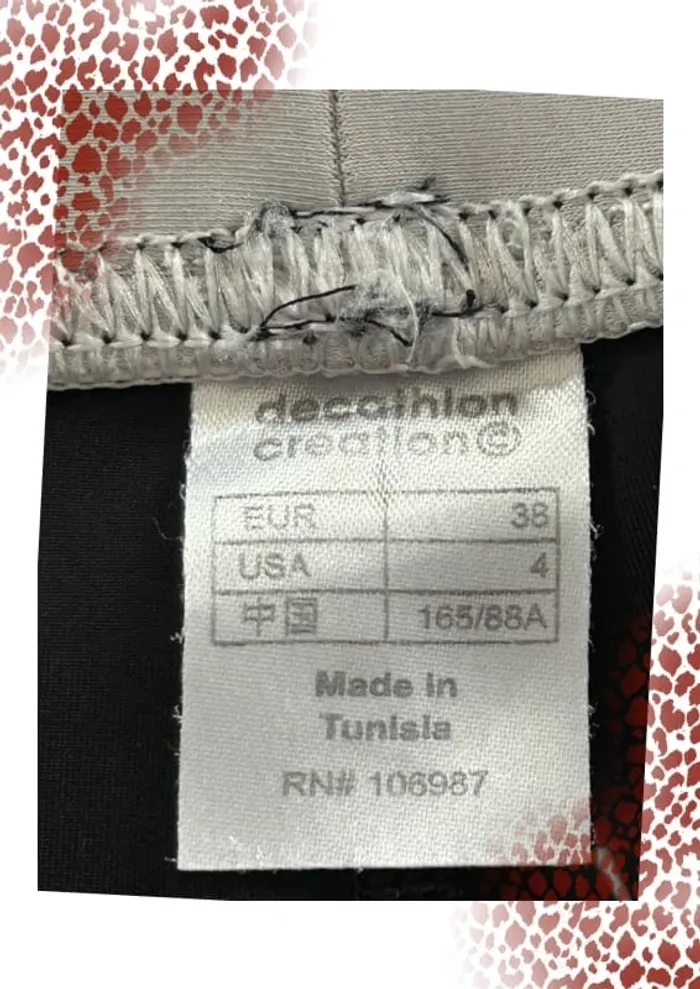 decathlon
creation©
EUR 38
USA 4
中国 165/88A
Made in
Tunisia
RN# 106987